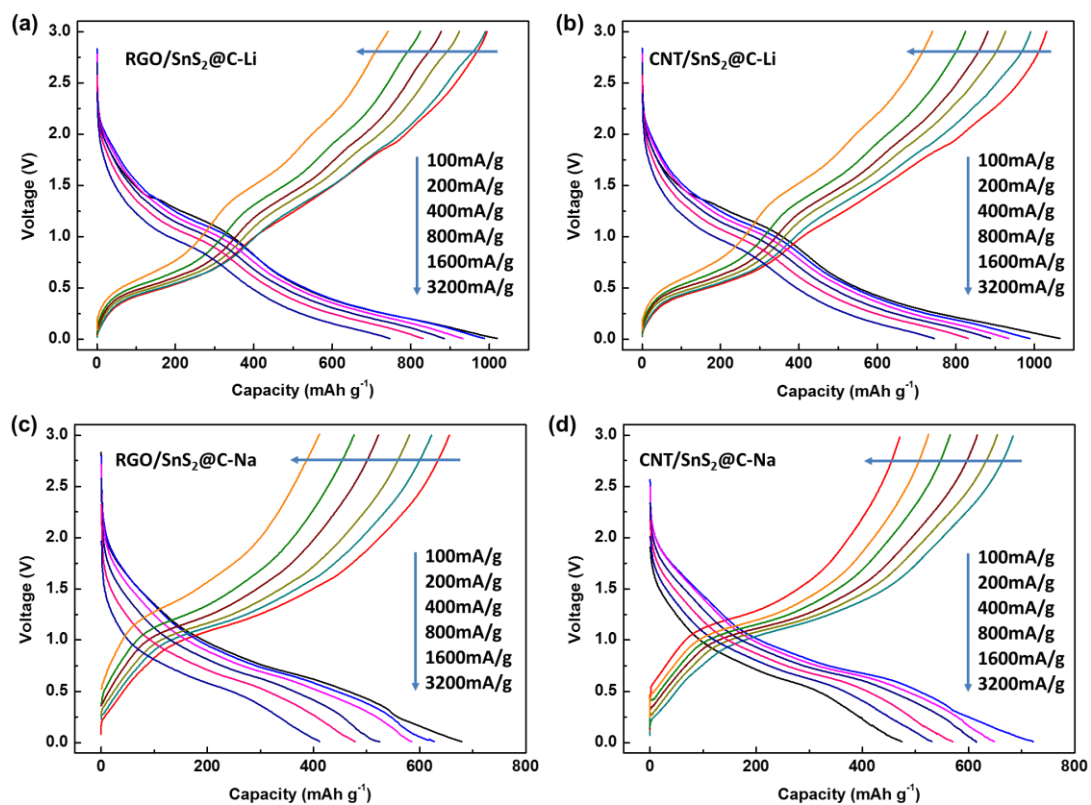 (a)
RGO/SnS₂@C-Li
100mA/g
200mA/g
400mA/g
800mA/g
1600mA/g
3200mA/g
3.0
2.5
2.0
1.5
1.0
0.5
0.0
Voltage (V)
0 200 400 600 800 1000
Capacity (mAh g⁻¹)
(b)
CNT/SnS₂@C-Li
100mA/g
200mA/g
400mA/g
800mA/g
1600mA/g
3200mA/g
3.0
2.5
2.0
1.5
1.0
0.5
0.0
Voltage (V)
0 200 400 600 800 1000
Capacity (mAh g⁻¹)
(c)
RGO/SnS₂@C-Na
100mA/g
200mA/g
400mA/g
800mA/g
1600mA/g
3200mA/g
3.0
2.5
2.0
1.5
1.0
0.5
0.0
Voltage (V)
0 200 400 600 800
Capacity (mAh g⁻¹)
(d)
CNT/SnS₂@C-Na
100mA/g
200mA/g
400mA/g
800mA/g
1600mA/g
3200mA/g
3.0
2.5
2.0
1.5
1.0
0.5
0.0
Voltage (V)
0 200 400 600 800
Capacity (mAh g⁻¹)